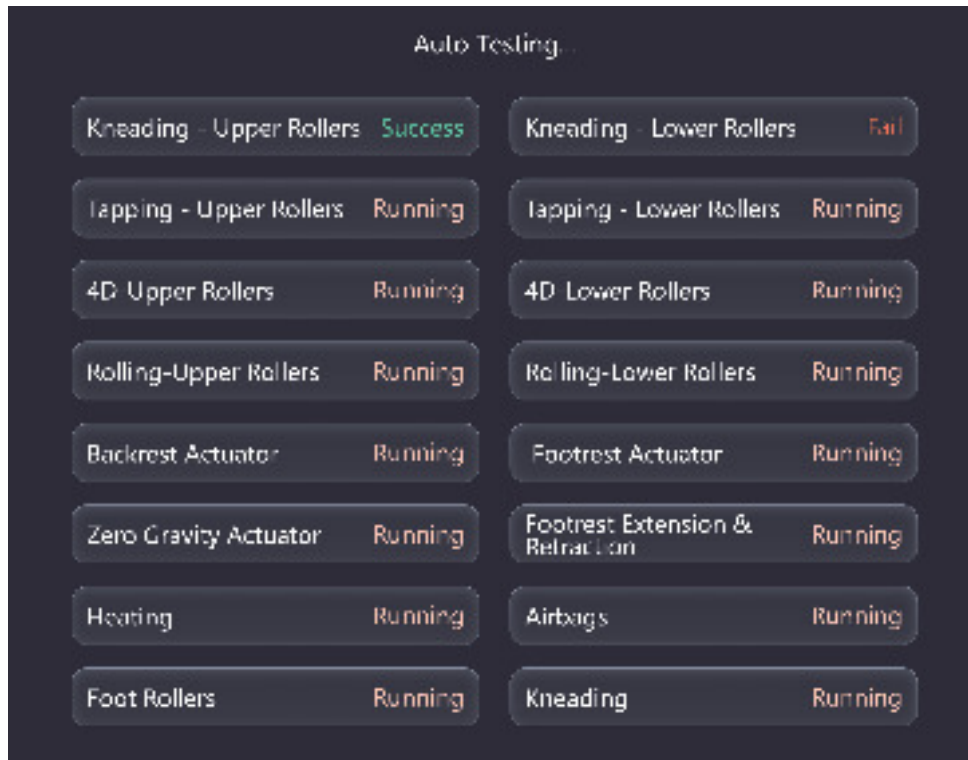 Auto Testing...
Kneading - Upper Rollers Success
Kneading - Lower Rollers Fail
Tapping - Upper Rollers Running
Tapping - Lower Rollers Running
4D Upper Rollers Running
4D Lower Rollers Running
Rolling-Upper Rollers Running
Rolling-Lower Rollers Running
Backrest Actuator Running
Footrest Actuator Running
Zero Gravity Actuator Running
Footrest Extension &
Retraction Running
Heating Running
Airbags Running
Foot Rollers Running
Kneading Running